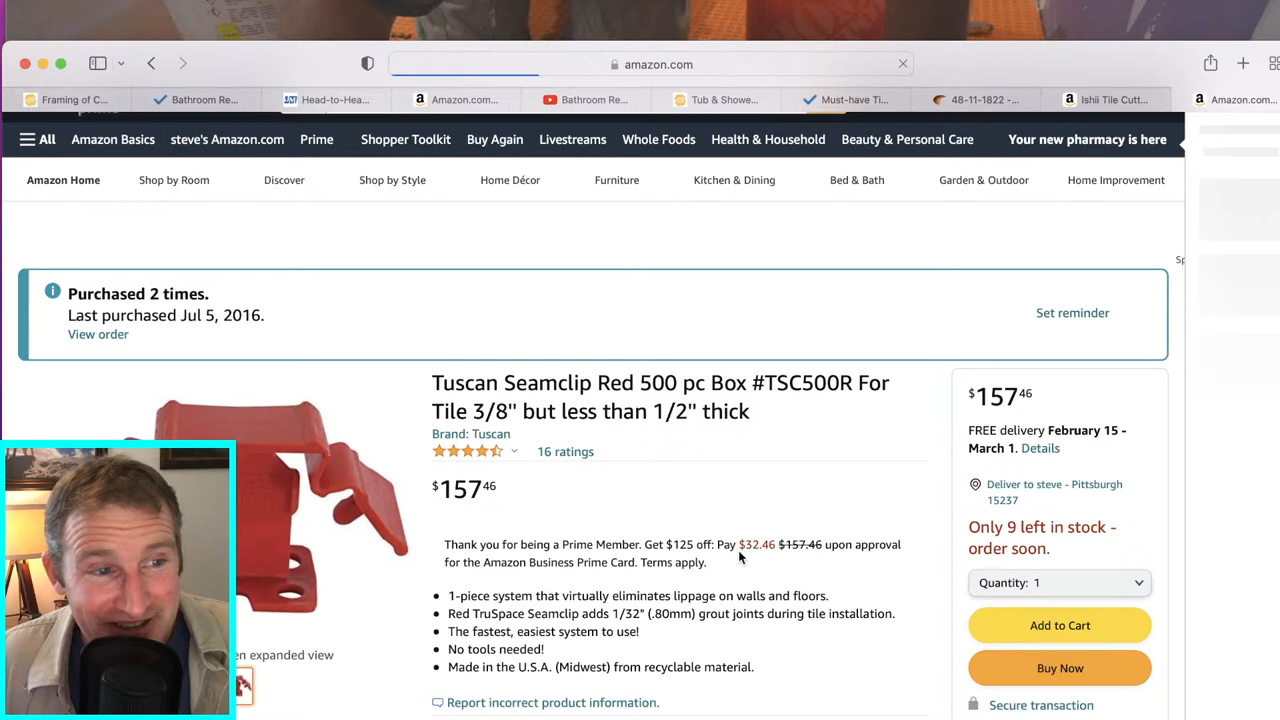 amazon.com
Framing of C...
Bathroom Re...
Head-to-Hea...
Amazon.com...
Bathroom Re...
Tub & Showe...
Must-have Ti...
48-11-1822 -...
Ishii Tile Cutt...
Amazon.com...
All Amazon Basics steve's Amazon.com Prime Shopper Toolkit Buy Again Livestreams Whole Foods Health & Household Beauty & Personal Care Your new pharmacy is here
Amazon Home Shop by Room Discover Shop by Style Home Décor Furniture Kitchen & Dining Bed & Bath Garden & Outdoor Home Improvement
Sp
Purchased 2 times.
Last purchased Jul 5, 2016.
View order
Set reminder
Tuscan Seamclip Red 500 pc Box #TSC500R For
Tile 3/8" but less than 1/2" thick
Brand: Tuscan
16 ratings
$157.46
Thank you for being a Prime Member. Get $125 off: Pay $32.46 $157.46 upon approval
for the Amazon Business Prime Card. Terms apply.
• 1-piece system that virtually eliminates lippage on walls and floors.
• Red TruSpace Seamclip adds 1/32" (.80mm) grout joints during tile installation.
• The fastest, easiest system to use!
• No tools needed!
• Made in the U.S.A. (Midwest) from recyclable material.
Report incorrect product information.
en expanded view
$157.46
FREE delivery February 15 -
March 1. Details
Deliver to steve - Pittsburgh
15237
Only 9 left in stock -
order soon.
Quantity: 1
Add to Cart
Buy Now
Secure transaction